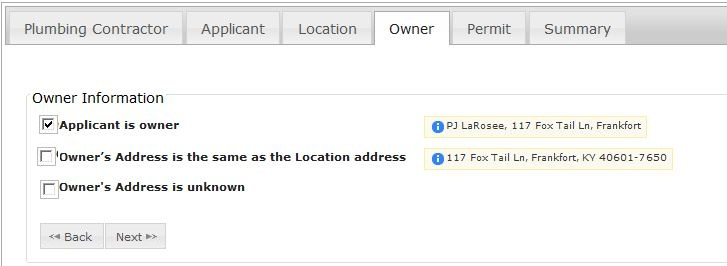 Plumbing Contractor Applicant Location Owner Permit Summary
Owner Information
Applicant is owner PJ LaRosee, 117 Fox Tail Ln, Frankfort
Owner's Address is the same as the Location address 117 Fox Tail Ln, Frankfort, KY 40601-7650
Owner's Address is unknown
Back Next